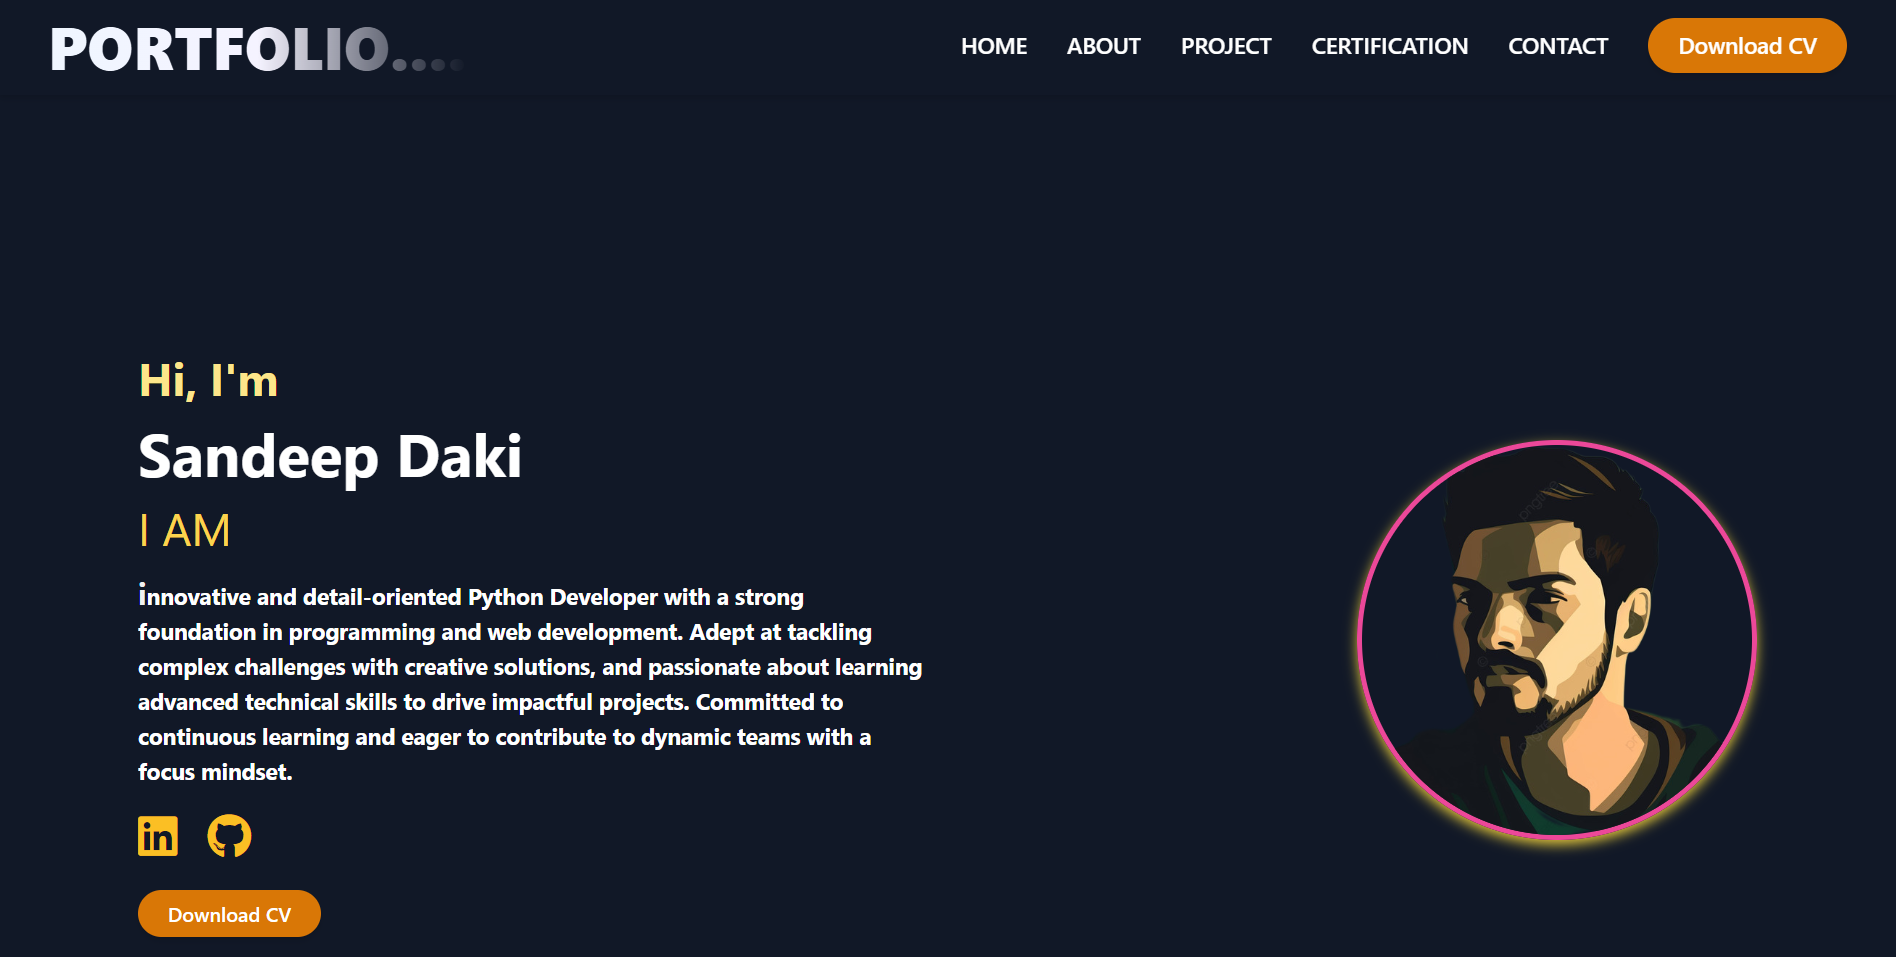 PORTFOLIO....
HOME ABOUT PROJECT CERTIFICATION CONTACT Download CV
Hi, I'm
Sandeep Daki
I AM
innovative and detail-oriented Python Developer with a strong
foundation in programming and web development. Adept at tackling
complex challenges with creative solutions, and passionate about learning
advanced technical skills to drive impactful projects. Committed to
continuous learning and eager to contribute to dynamic teams with a
focus mindset.
in
Download CV